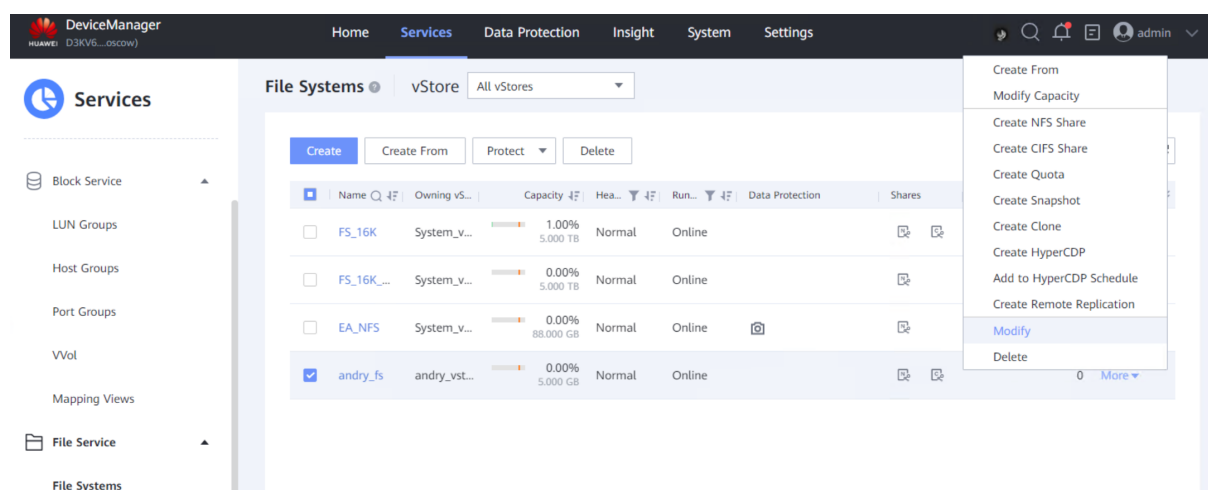 DeviceManager
HUAWEI D3KV6....oscow)
Home Services Data Protection Insight System Settings
admin
Services
File Systems vStore All vStores
Create From
Modify Capacity
Create NFS Share
Create CIFS Share
Create Quota
Create Snapshot
Create Clone
Create HyperCDP
Add to HyperCDP Schedule
Create Remote Replication
Modify
Delete
Create Create From Protect Delete
Block Service
LUN Groups
Host Groups
Port Groups
VVol
Mapping Views
File Service
File Systems
Name Owning vS... Capacity Hea... Run... Data Protection Shares
FS_16K System_v... 1.00% Normal Online
5.000 TB
FS_16K_... System_v... 0.00% Normal Online
5.000 TB
EA_NFS System_v... 0.00% Normal Online
88.000 GB
andry_fs andry_vst... 0.00% Normal Online 0 More
5.000 GB